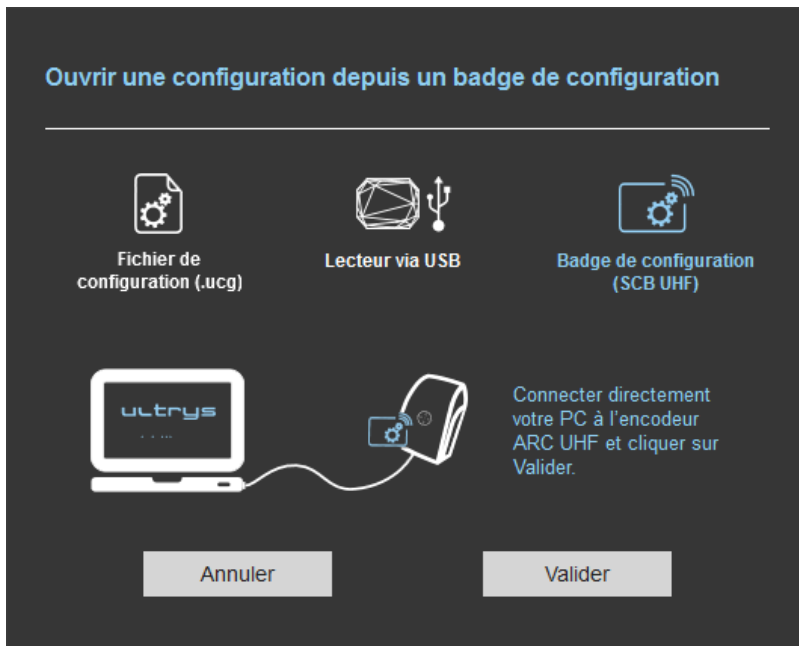 Ouvrir une configuration depuis un badge de configuration
Fichier de
configuration (.ucg)
Lecteur via USB
Badge de configuration
(SCB UHF)
ultrys
Connecter directement
votre PC à l'encodeur
ARC UHF et cliquer sur
Valider.
Annuler
Valider